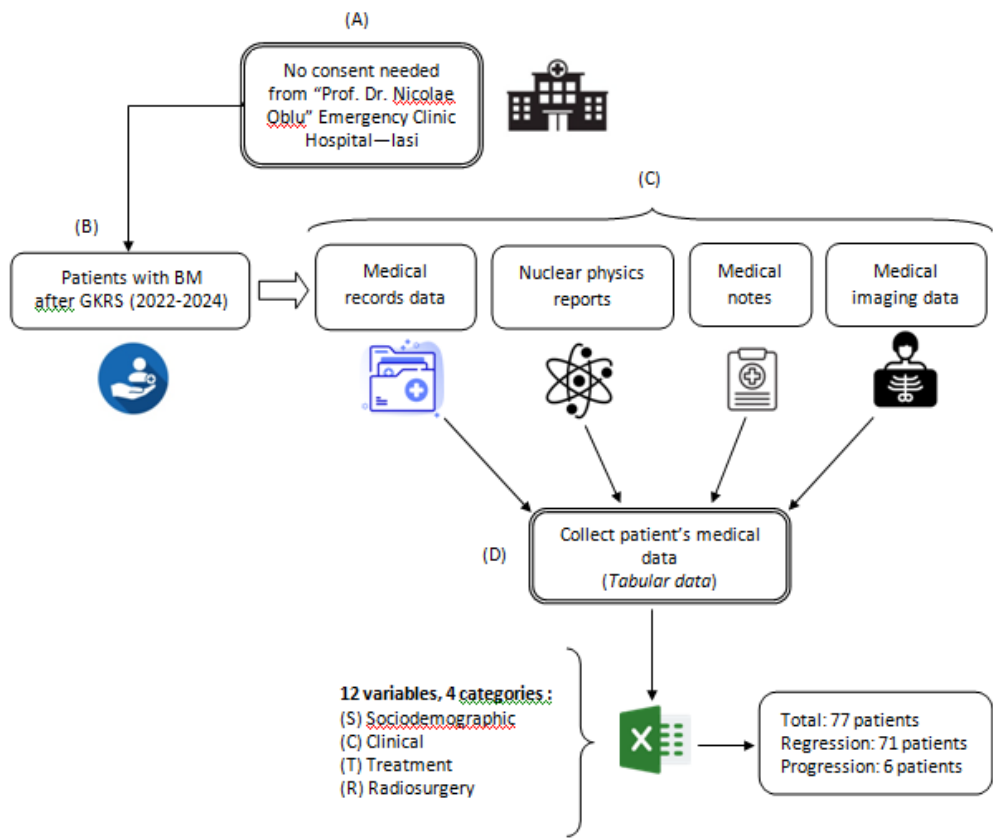 (A)
No consent needed
from “Prof. Dr. Nicolae
Oblu” Emergency Clinic
Hospital—Iasi
(B)
Patients with BM
after GKRS (2022-2024)
(C)
Medical
records data
Nuclear physics
reports
Medical
notes
Medical
imaging data
(D)
Collect patient’s medical
data
(Tabular data)
12 variables, 4 categories :
(S) Sociodemographic
(C) Clinical
(T) Treatment
(R) Radiosurgery
X
Total: 77 patients
Regression: 71 patients
Progression: 6 patients